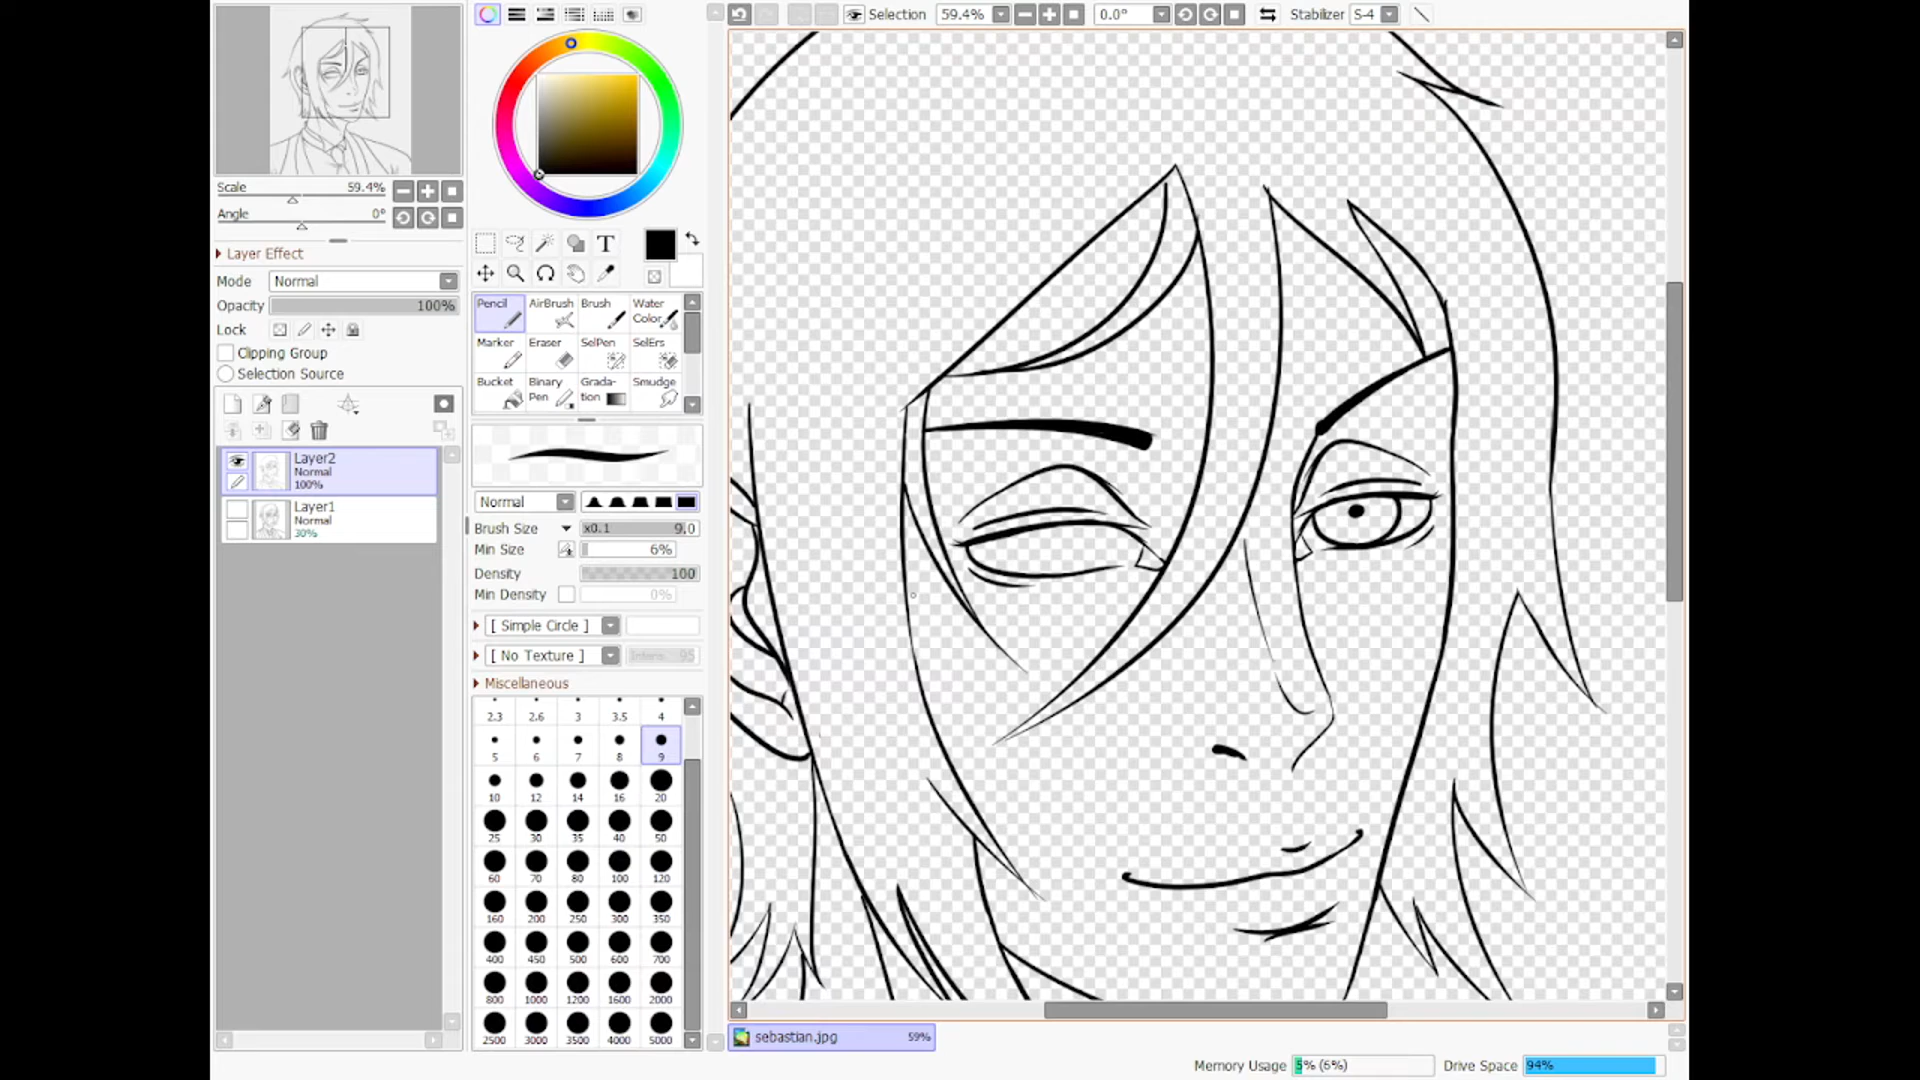 Selection 59.4% 0.0° Stabilizer S-4
Scale 59.4%
Angle 0°
Layer Effect
Mode Normal
Opacity 100%
Lock
Clipping Group
Selection Source
Layer2
Normal
100%
Layer1
Normal
30%
T
Pencil AirBrush Brush Water Color
Marker Eraser SelPen SelErs
Bucket Binary Pen Gradation Smudge
Normal
Brush Size x0.1 9.0
Min Size 6%
Density 100
Min Density 0%
[ Simple Circle ]
[ No Texture ] Intens. 95
Miscellaneous
2.3 2.6 3 3.5 4
5 6 7 8 9
10 12 14 16 20
25 30 35 40 50
60 70 80 100 120
160 200 250 300 350
400 450 500 600 700
800 1000 1200 1600 2000
2500 3000 3500 4000 5000
sebastian.jpg 59%
Memory Usage 5% (6%) Drive Space 94%